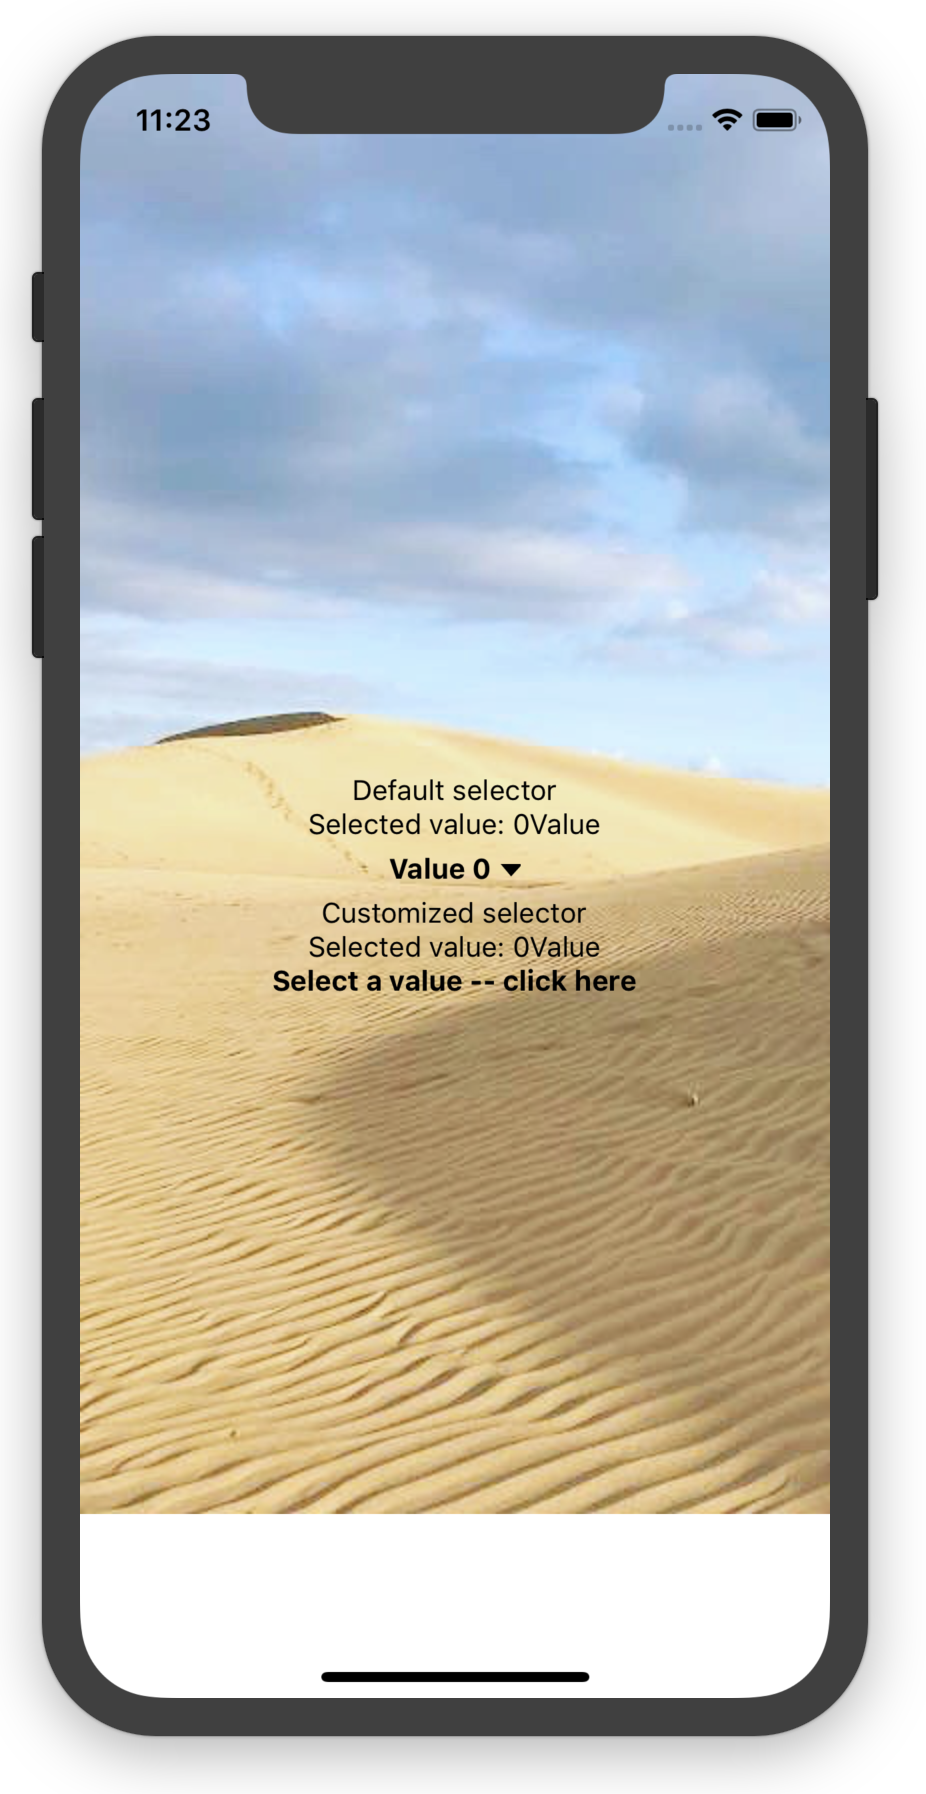 11:23
Default selector
Selected value: 0Value
Value 0
Customized selector
Selected value: 0Value
Select a value -- click here